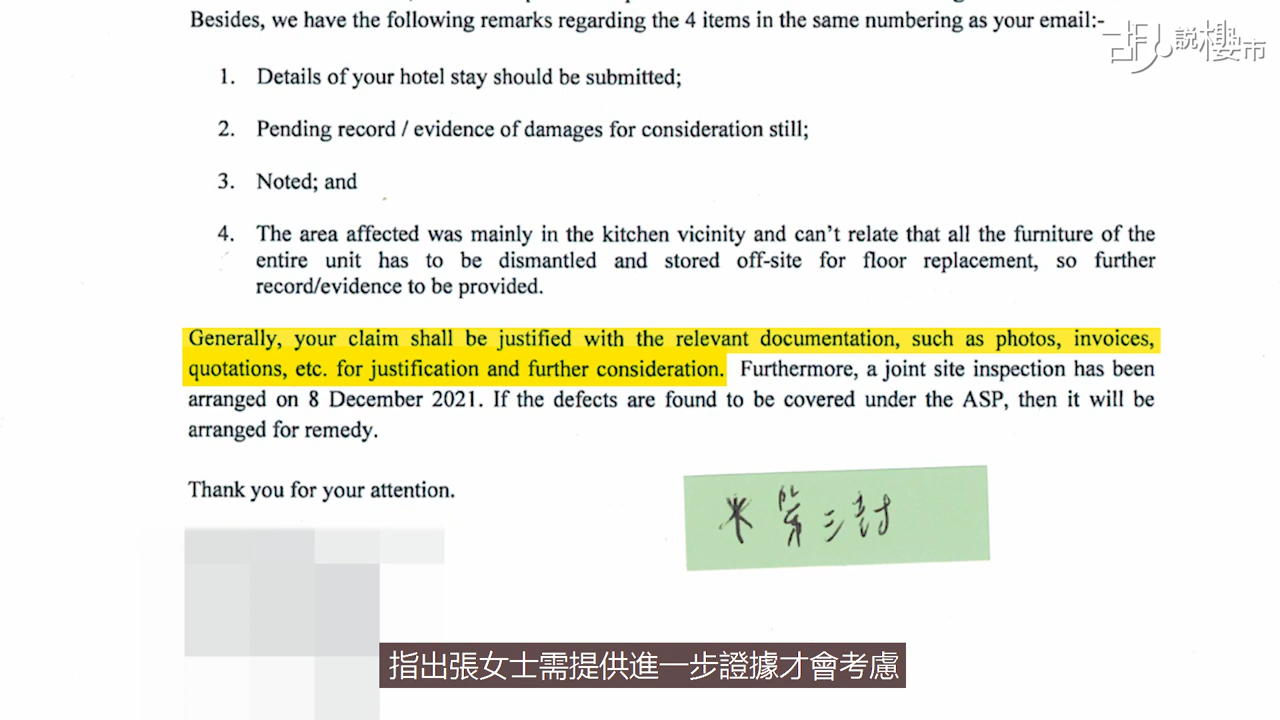 Besides, we have the following remarks regarding the 4 items in the same numbering as your email:-
胡.說樓市
1. Details of your hotel stay should be submitted;
2. Pending record / evidence of damages for consideration still;
3. Noted; and
4. The area affected was mainly in the kitchen vicinity and can't relate that all the furniture of the
entire unit has to be dismantled and stored off-site for floor replacement, so further
record/evidence to be provided.
Generally, your claim shall be justified with the relevant documentation, such as photos, invoices,
quotations, etc. for justification and further consideration. Furthermore, a joint site inspection has been
arranged on 8 December 2021. If the defects are found to be covered under the ASP, then it will be
arranged for remedy.
Thank you for your attention.
* 第三封
指出張女士需提供進一步證據才會考慮